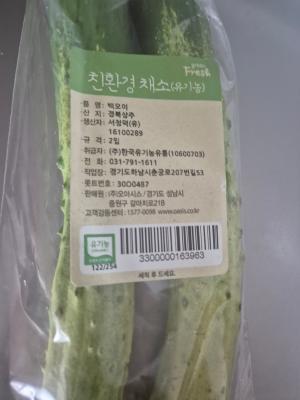 green
Fresh
친환경 채소(유기농)
· 품 명: 백오이
· 산 지: 경북상주
· 생산자: 서청덕(유)
16100289
· 규 격: 2입
· 취급자: (주)한국유기농유통(10600703)
· 전 화: 031-791-1611
· 작업장: 경기도하남시춘궁로207번길53
· 롯트번호: 30O0487
· 판매원: (주)오아시스/ 경기도 성남시
중원구 갈마치로218
· 고객감동센터: 1577-0098 www.oasis.co.kr
유기농
122/254
3300000163963
세척 후 드세요.